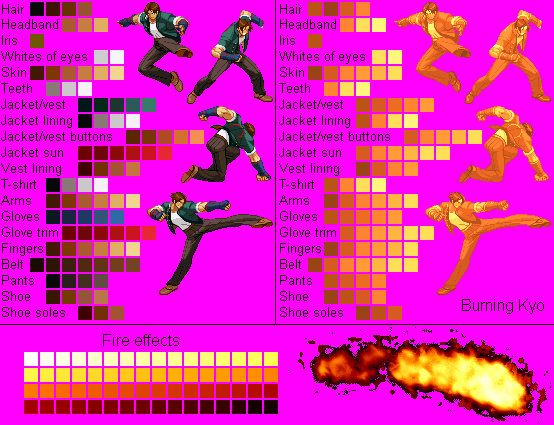 Hair
Headband
Iris
Whites of eyes
Skin
Teeth
Jacket/vest
Jacket lining
Jacket/vest buttons
Jacket sun
Vest lining
T-shirt
Arms
Gloves
Glove trim
Fingers
Belt
Pants
Shoe
Shoe soles
Hair
Headband
Iris
Whites of eyes
Skin
Teeth
Jacket/vest
Jacket lining
Jacket/vest buttons
Jacket sun
Vest lining
T-shirt
Arms
Gloves
Glove trim
Fingers
Belt
Pants
Shoe
Shoe soles
Burning Kyo
Fire effects